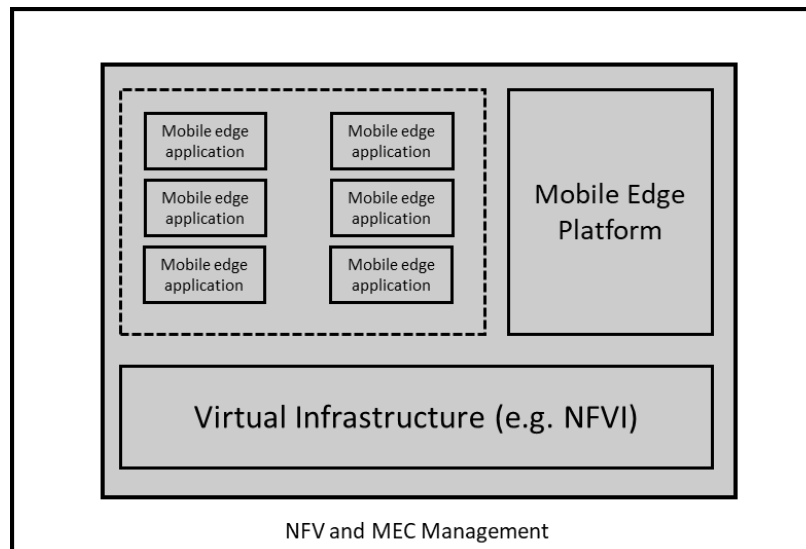 Mobile edge
application
Mobile edge
application
Mobile edge
application
Mobile edge
application
Mobile edge
application
Mobile edge
application
Mobile Edge
Platform
Virtual Infrastructure (e.g. NFVI)
NFV and MEC Management